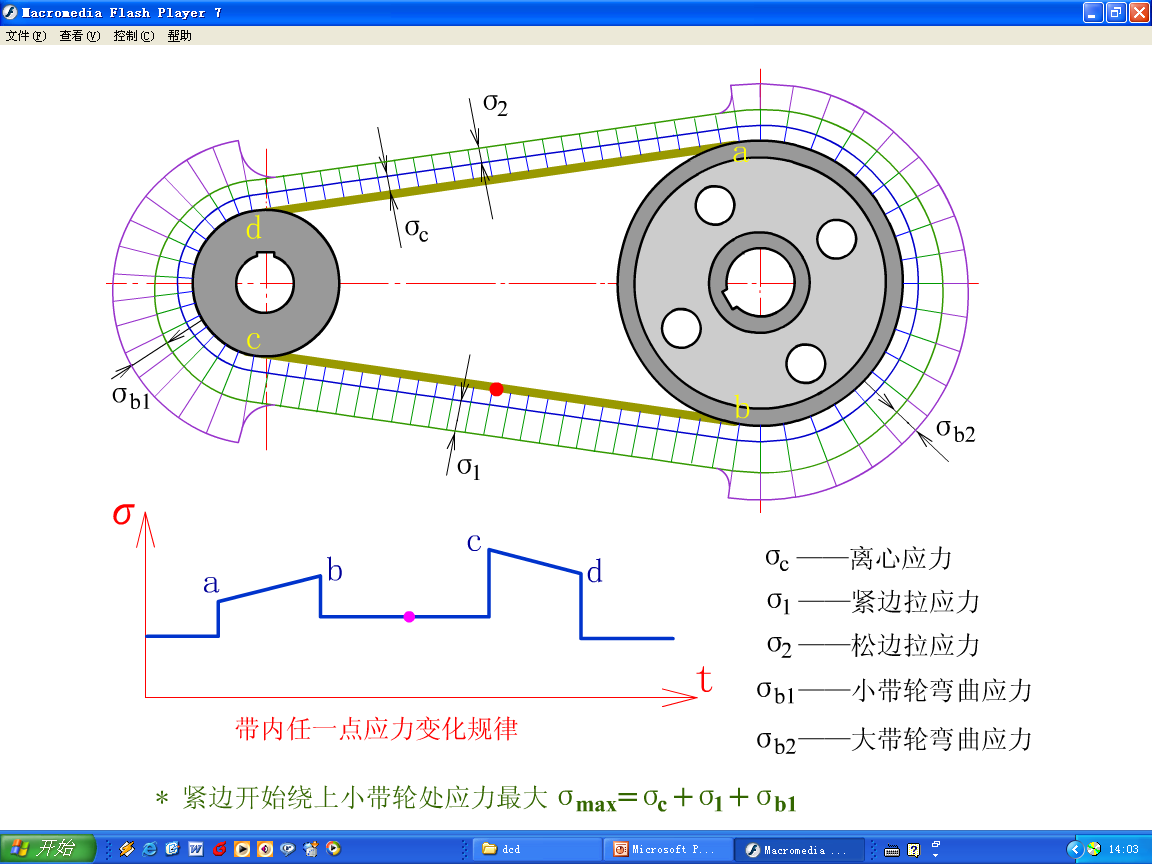 Macromedia Flash Player 7
文件(F) 查看(V) 控制(C) 帮助
σ2
a
d
σc
c
σb1
b
σb2
σ1
σ
c
a
b
d
t
带内任一点应力变化规律
σc ——离心应力
σ1 ——紧边拉应力
σ2 ——松边拉应力
σb1——小带轮弯曲应力
σb2——大带轮弯曲应力
* 紧边开始绕上小带轮处应力最大 σmax=σc+σ1+σb1
开始 dcd Microsoft P... Macromedia ... 14:03